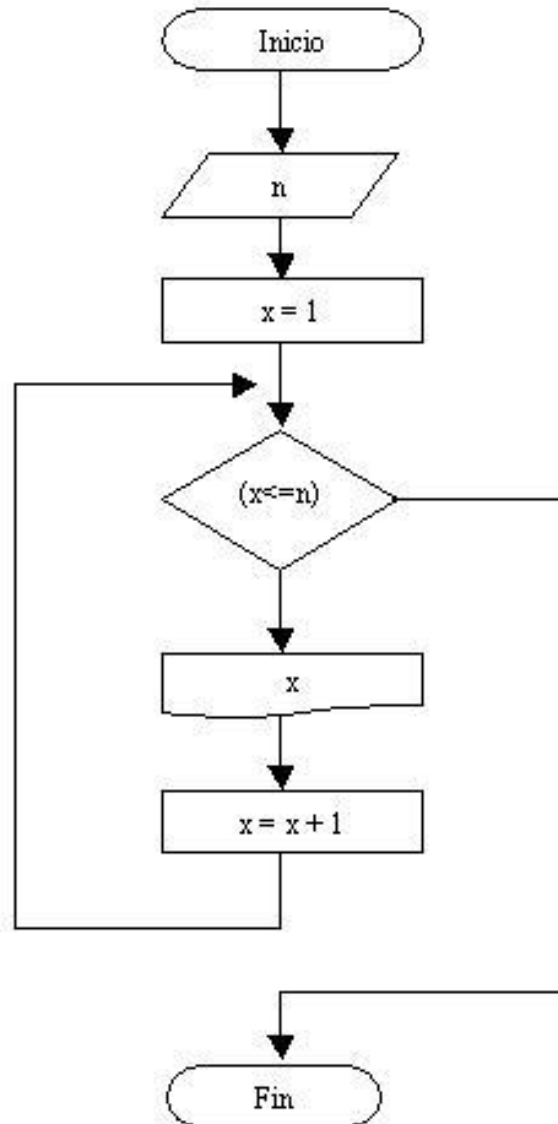 Inicio
n
x = 1
(x<=n)
x
x = x + 1
Fin